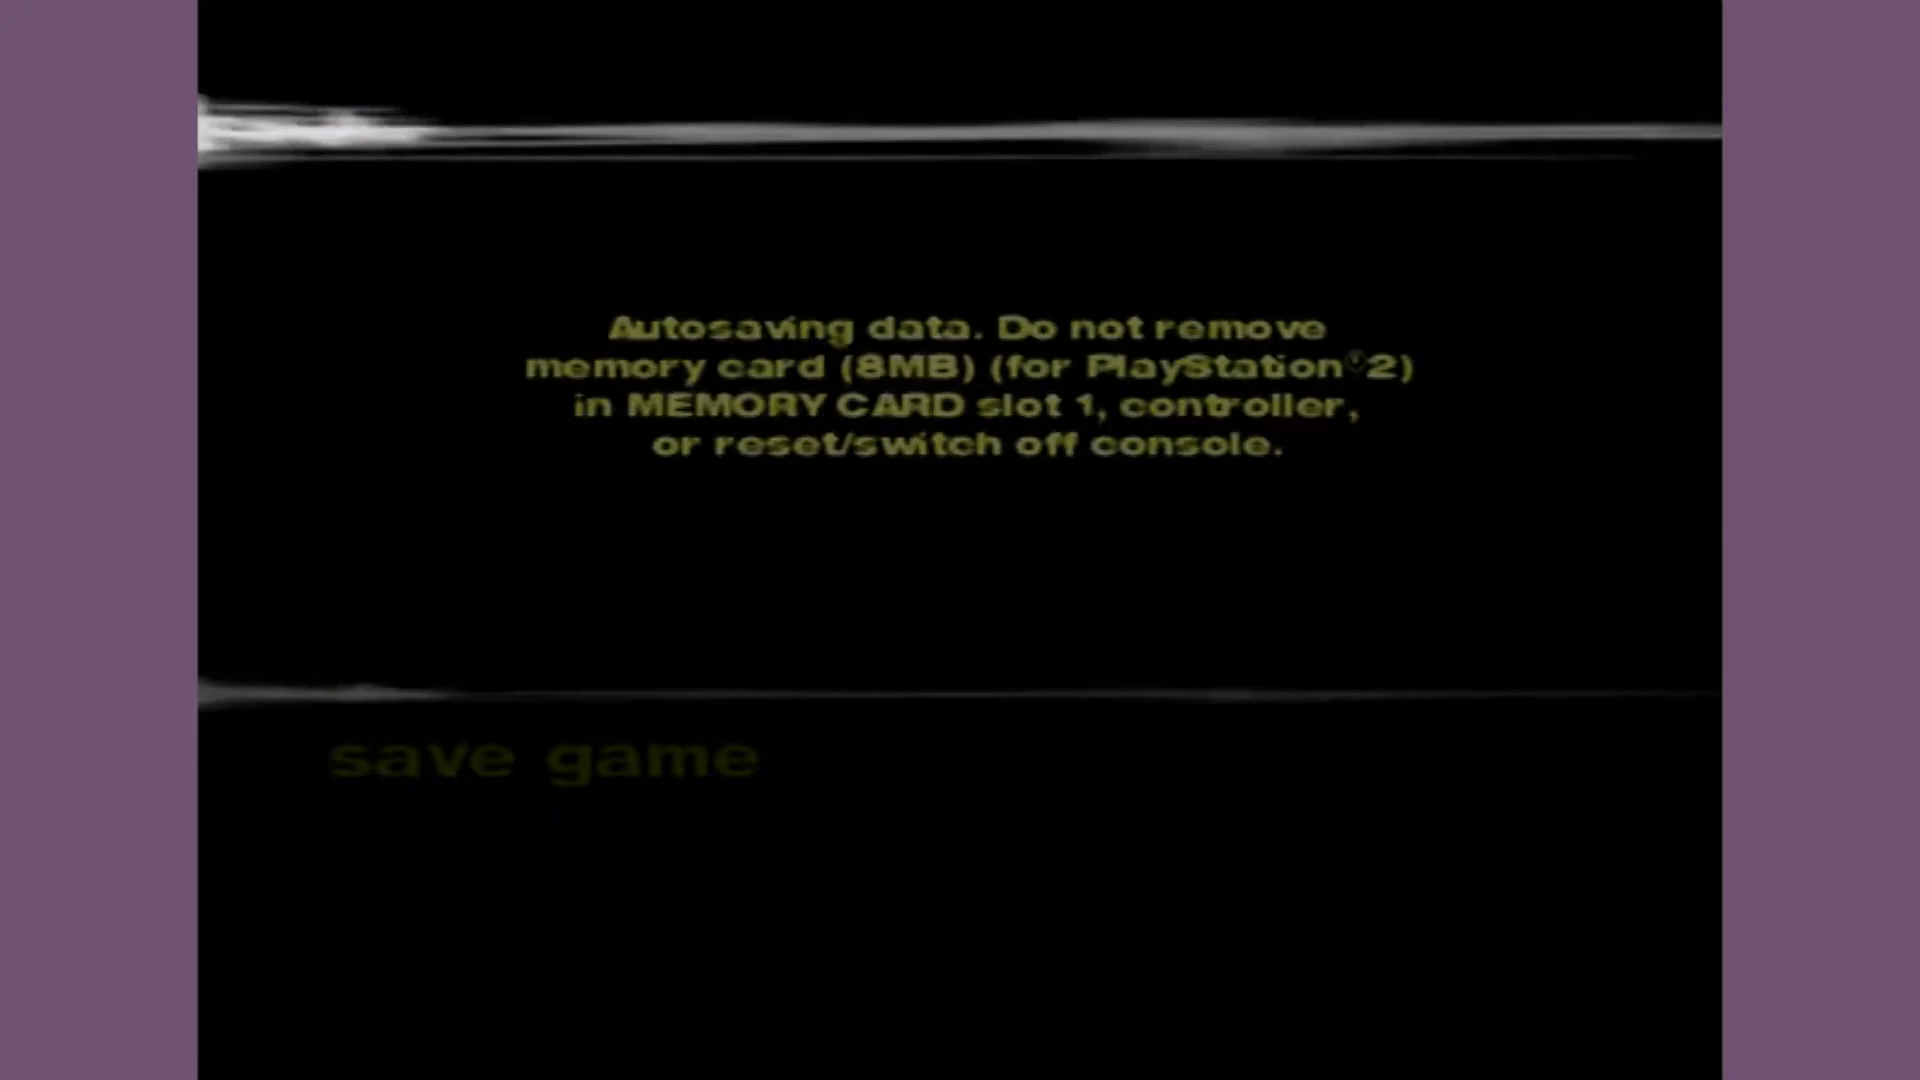 Autosaving data. Do not remove
memory card (8MB) (for PlayStation®2)
in MEMORY CARD slot 1, controller,
or reset/switch off console.
save game